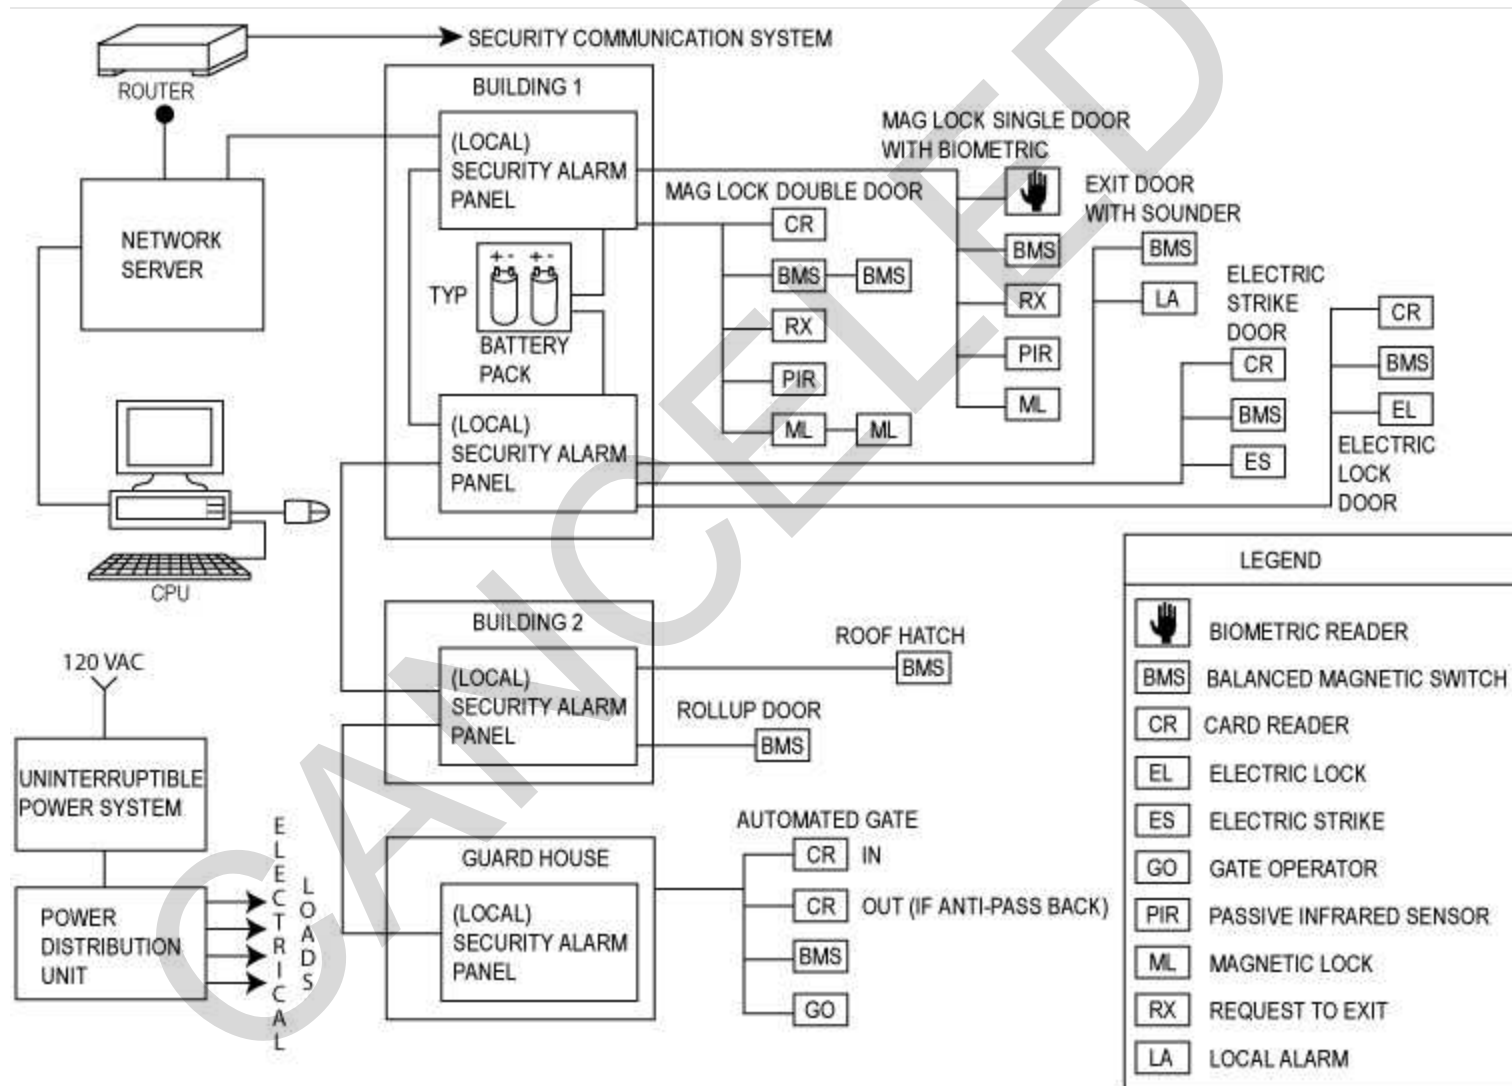 SECURITY COMMUNICATION SYSTEM
ROUTER
BUILDING 1
(LOCAL)
SECURITY ALARM
PANEL
NETWORK
SERVER
TYP
+ - + -
BATTERY
PACK
(LOCAL)
SECURITY ALARM
PANEL
CPU
MAG LOCK DOUBLE DOOR
CR
BMS BMS
RX
PIR
ML ML
MAG LOCK SINGLE DOOR
WITH BIOMETRIC
BMS
RX
PIR
ML
EXIT DOOR
WITH SOUNDER
BMS
LA
ELECTRIC
STRIKE
DOOR
CR
BMS
ES
CR
BMS
EL
ELECTRIC
LOCK
DOOR
BUILDING 2
(LOCAL)
SECURITY ALARM
PANEL
ROOF HATCH
BMS
ROLLUP DOOR
BMS
120 VAC
UNINTERRUPTIBLE
POWER SYSTEM
POWER
DISTRIBUTION
UNIT
ELECTRICAL
LOADS
GUARD HOUSE
(LOCAL)
SECURITY ALARM
PANEL
AUTOMATED GATE
CR IN
CR OUT (IF ANTI-PASS BACK)
BMS
GO
LEGEND
BIOMETRIC READER
BMS BALANCED MAGNETIC SWITCH
CR CARD READER
EL ELECTRIC LOCK
ES ELECTRIC STRIKE
GO GATE OPERATOR
PIR PASSIVE INFRARED SENSOR
ML MAGNETIC LOCK
RX REQUEST TO EXIT
LA LOCAL ALARM
CANCELED